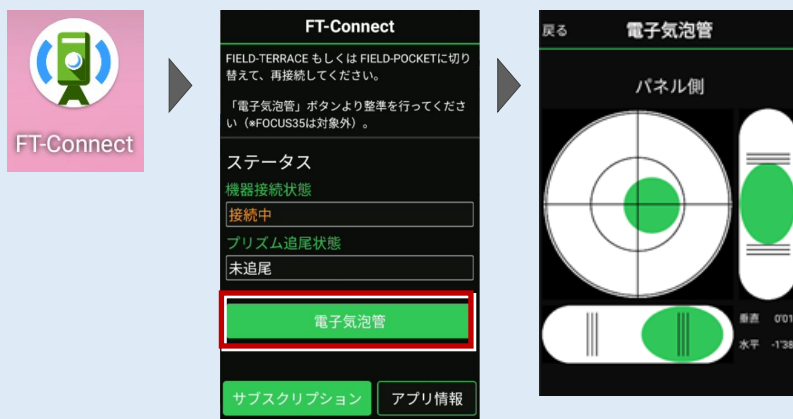 FT-Connect
FT-Connect
FIELD-TERRACE もしくは FIELD-POCKETに切り
替えて、再接続してください。
「電子気泡管」ボタンより整準を行ってくださ
い（※FOCUS35は対象外）。
ステータス
機器接続状態
接続中
プリズム追尾状態
未追尾
電子気泡管
サブスクリプション
アプリ情報
戻る
電子気泡管
パネル側
垂直 0'01
水平 -1'38